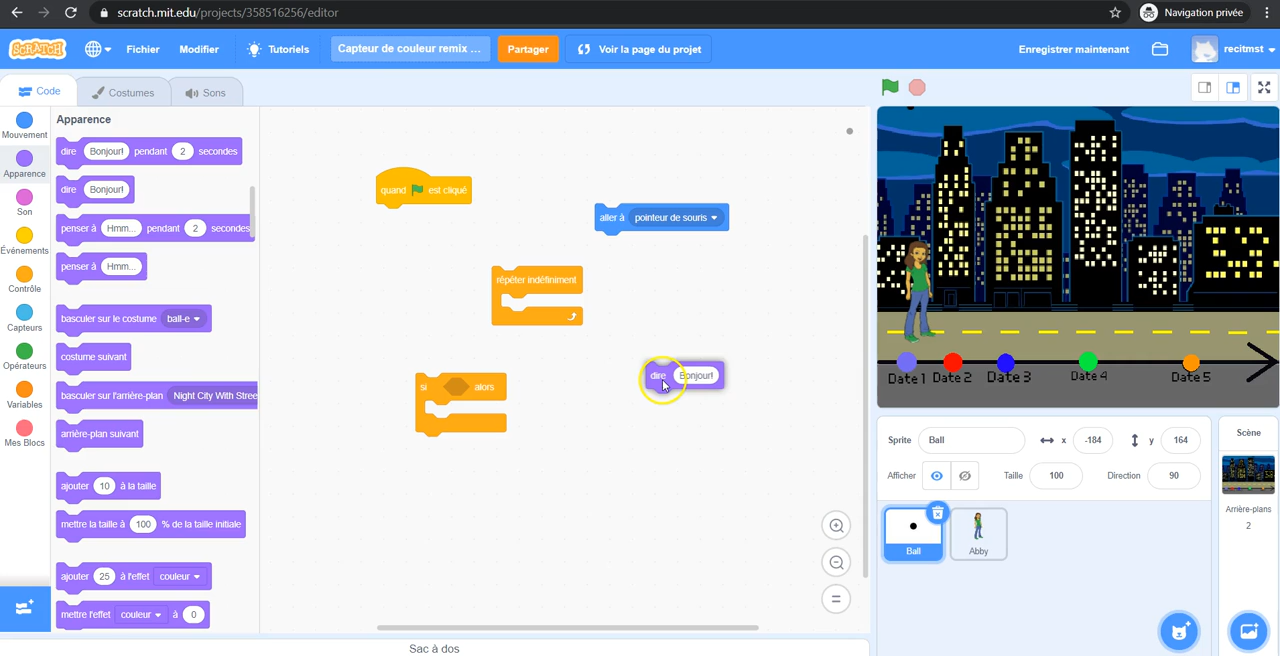 scratch.mit.edu/projects/358516256/editor
Navigation privée
SCRATCH
Fichier
Modifier
Tutoriels
Capteur de couleur remix ...
Partager
Voir la page du projet
Enregistrer maintenant
recitmst
Code
Costumes
Sons
Mouvement
Apparence
Son
Événements
Contrôle
Capteurs
Opérateurs
Variables
Mes Blocs
Apparence
dire Bonjour! pendant 2 secondes
dire Bonjour!
penser à Hmm... pendant 2 secondes
penser à Hmm...
basculer sur le costume ball-e
costume suivant
basculer sur l'arrière-plan Night City With Stree
arrière-plan suivant
ajouter 10 à la taille
mettre la taille à 100 % de la taille initiale
ajouter 25 à l'effet couleur
mettre l'effet couleur à 0
quand est cliqué
aller à pointeur de souris
répéter indéfiniment
si alors
dire Bonjour!
Sac à dos
Date 1 Date 2 Date 3 Date 4 Date 5
Sprite Ball x -184 y 164
Afficher Taille 100 Direction 90
Ball
Abby
Scène
Arrière-plans
2